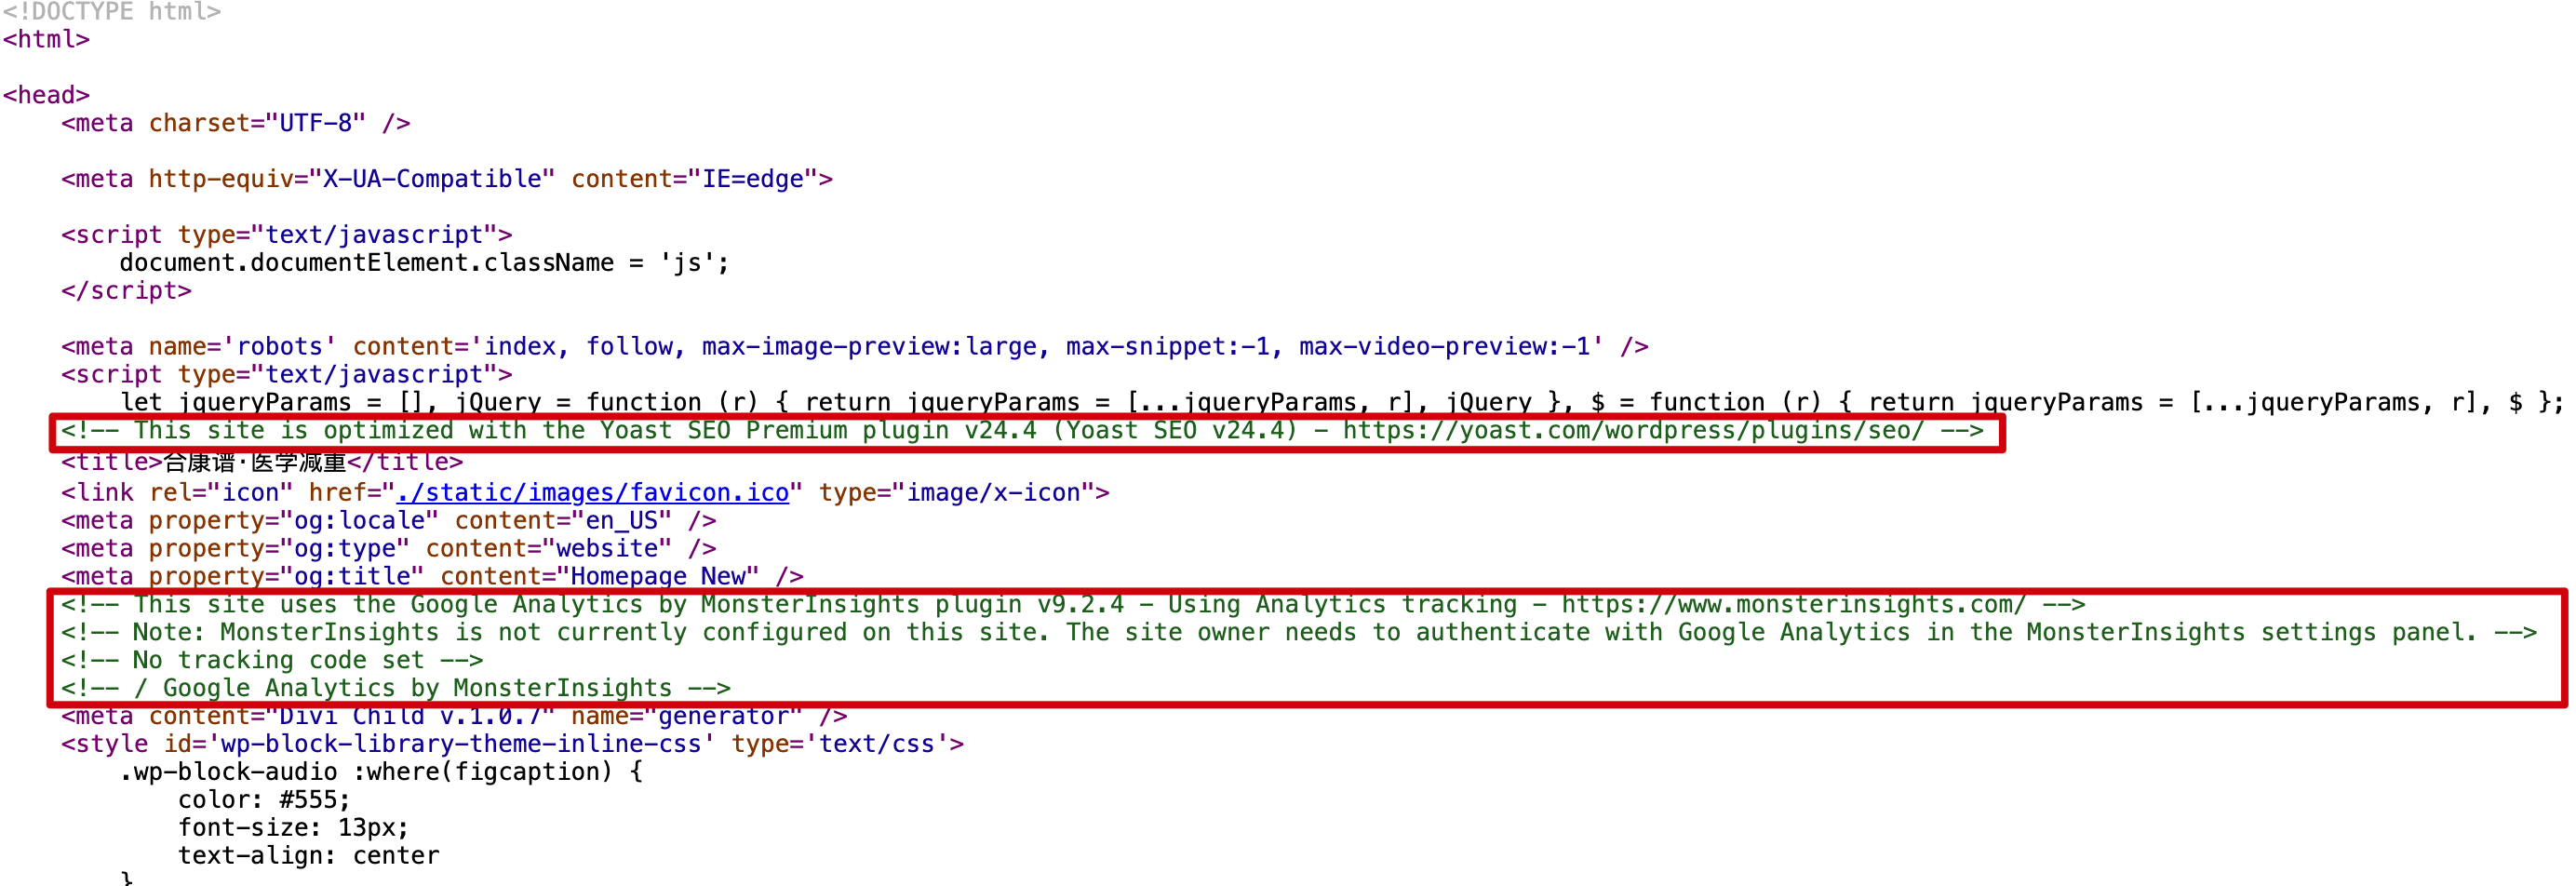 <!DOCTYPE html>
<html>
<head>
<meta charset="UTF-8" />
<meta http-equiv="X-UA-Compatible" content="IE=edge">
<script type="text/javascript">
document.documentElement.className = 'js';
</script>
<meta name='robots' content='index, follow, max-image-preview:large, max-snippet:-1, max-video-preview:-1' />
<script type="text/javascript">
let jqueryParams = [], jQuery = function (r) { return jqueryParams = [...jqueryParams, r], jQuery }, $ = function (r) { return jqueryParams = [...jqueryParams, r], $ };
<!-- This site is optimized with the Yoast SEO Premium plugin v24.4 (Yoast SEO v24.4) - https://yoast.com/wordpress/plugins/seo/ -->
<title>合康谱·医学减重</title>
<link rel="icon" href="./static/images/favicon.ico" type="image/x-icon">
<meta property="og:locale" content="en_US" />
<meta property="og:type" content="website" />
<meta property="og:title" content="Homepage New" />
<!-- This site uses the Google Analytics by MonsterInsights plugin v9.2.4 - Using Analytics tracking - https://www.monsterinsights.com/ -->
<!-- Note: MonsterInsights is not currently configured on this site. The site owner needs to authenticate with Google Analytics in the MonsterInsights settings panel. -->
<!-- No tracking code set -->
<!-- / Google Analytics by MonsterInsights -->
<meta content="Divi Child v.1.0.7" name="generator" />
<style id='wp-block-library-theme-inline-css' type='text/css'>
.wp-block-audio :where(figcaption) {
color: #555;
font-size: 13px;
text-align: center
}